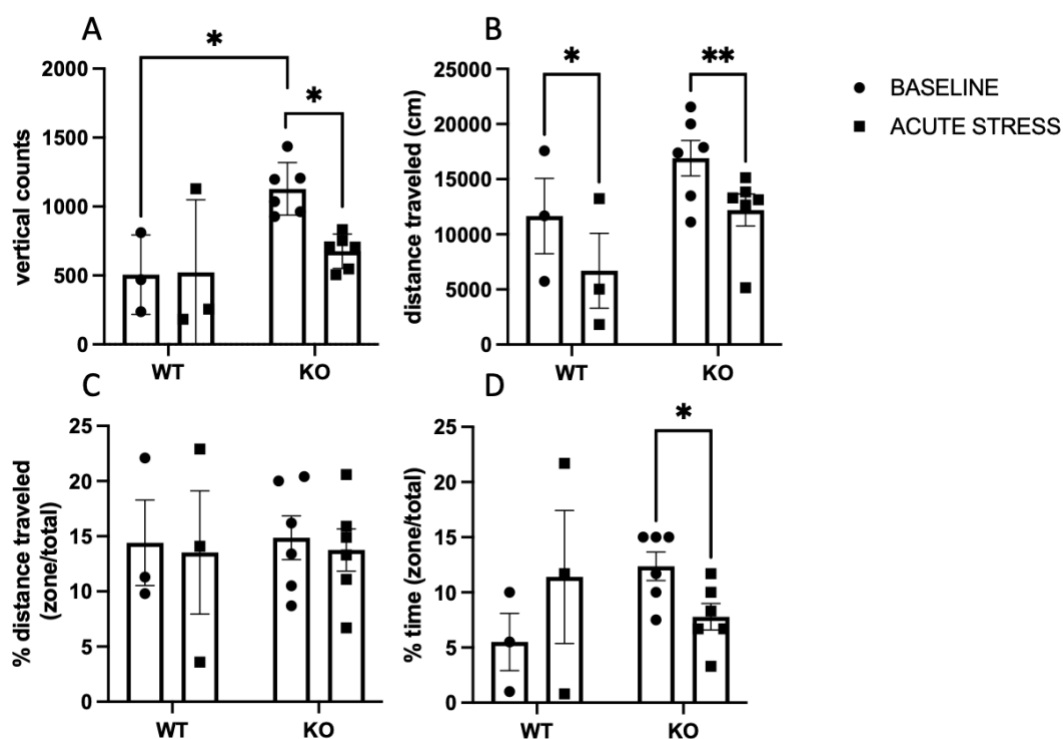 A
vertical counts
2000
1500
1000
500
0
*
*
WT
KO
B
distance traveled (cm)
25000
20000
15000
10000
5000
0
*
**
WT
KO
BASELINE
ACUTE STRESS
C
% distance traveled
(zone/total)
25
20
15
10
5
0
WT
KO
D
% time (zone/total)
25
20
15
10
5
0
*
WT
KO